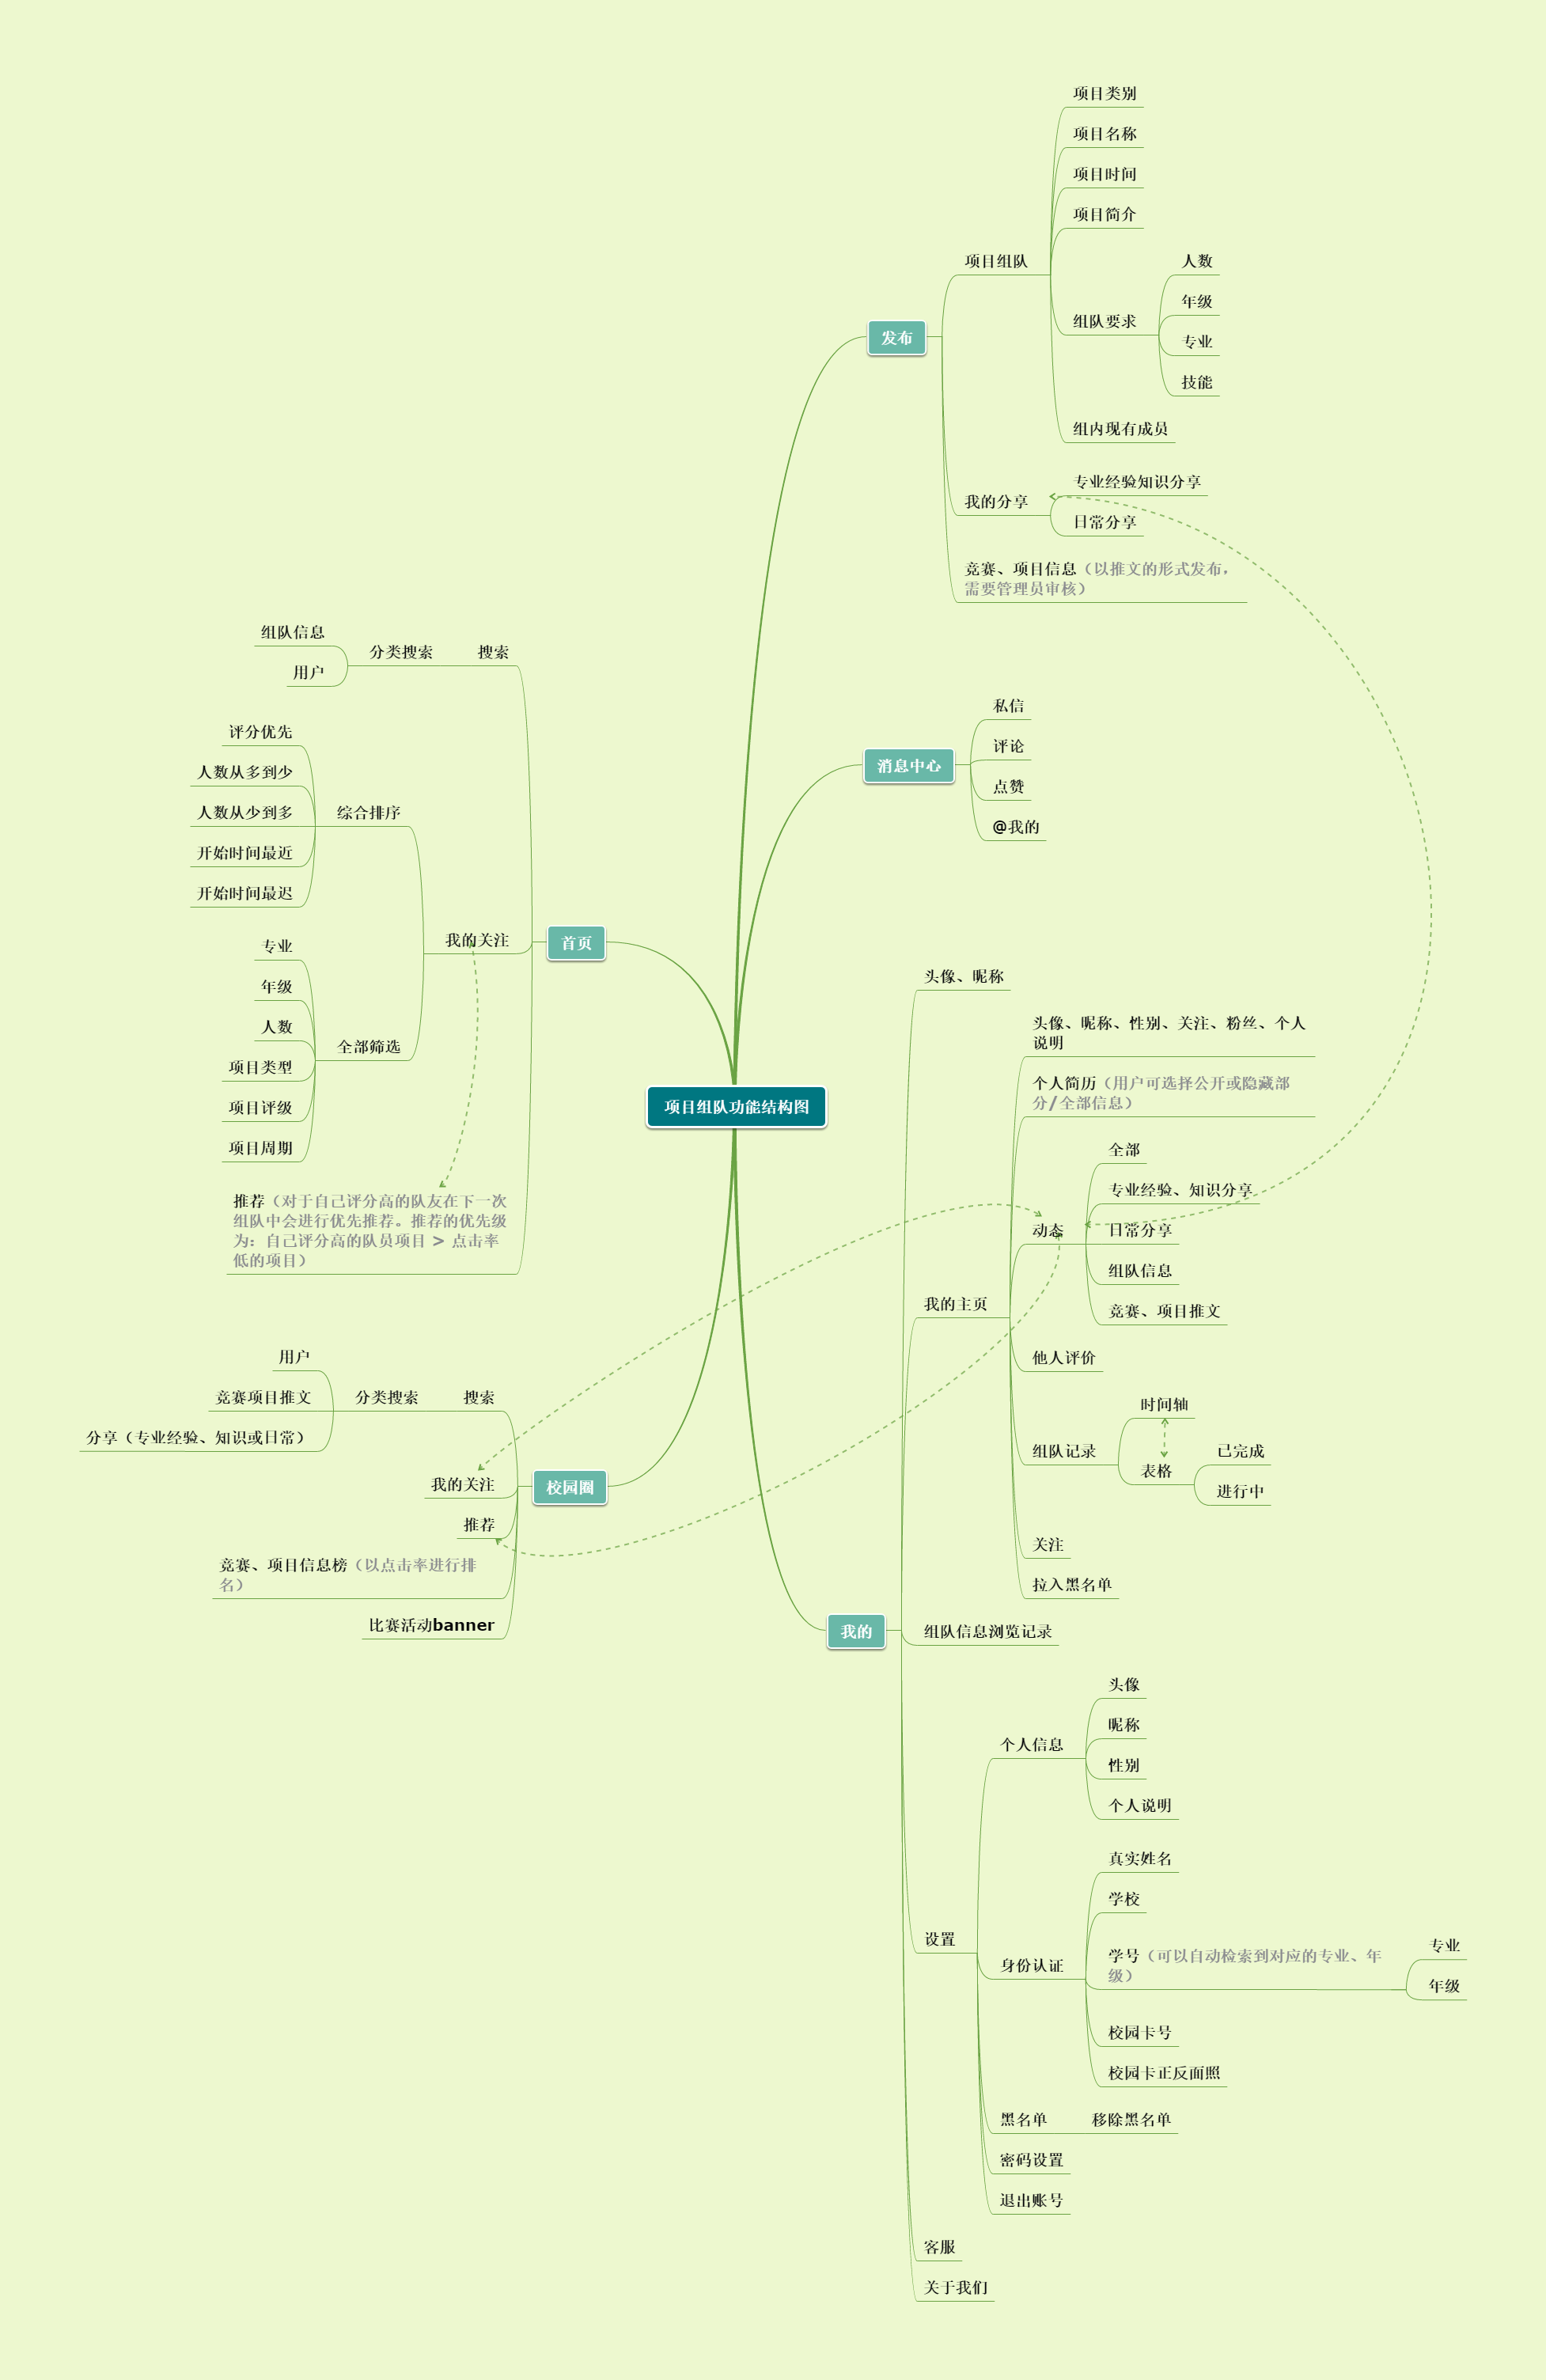 项目组队功能结构图
发布
项目组队
项目类别
项目名称
项目时间
项目简介
组队要求
人数
年级
专业
技能
组内现有成员
我的分享
专业经验知识分享
日常分享
竞赛、项目信息（以推文的形式发布，
需要管理员审核）
消息中心
私信
评论
点赞
@我的
我的
头像、昵称
我的主页
头像、昵称、性别、关注、粉丝、个人
说明
个人简历（用户可选择公开或隐藏部
分/全部信息）
动态
全部
专业经验、知识分享
日常分享
组队信息
竞赛、项目推文
他人评价
组队记录
时间轴
表格
已完成
进行中
关注
拉入黑名单
组队信息浏览记录
设置
个人信息
头像
昵称
性别
个人说明
身份认证
真实姓名
学校
学号（可以自动检索到对应的专业、年
级）
专业
年级
校园卡号
校园卡正反面照
黑名单
移除黑名单
密码设置
退出账号
客服
关于我们
首页
搜索
分类搜索
组队信息
用户
我的关注
综合排序
评分优先
人数从多到少
人数从少到多
开始时间最近
开始时间最迟
全部筛选
专业
年级
人数
项目类型
项目评级
项目周期
推荐（对于自己评分高的队友在下一次
组队中会进行优先推荐。推荐的优先级
为：自己评分高的队员项目 > 点击率
低的项目）
校园圈
搜索
分类搜索
用户
竞赛项目推文
分享（专业经验、知识或日常）
我的关注
推荐
竞赛、项目信息榜（以点击率进行排
名）
比赛活动banner